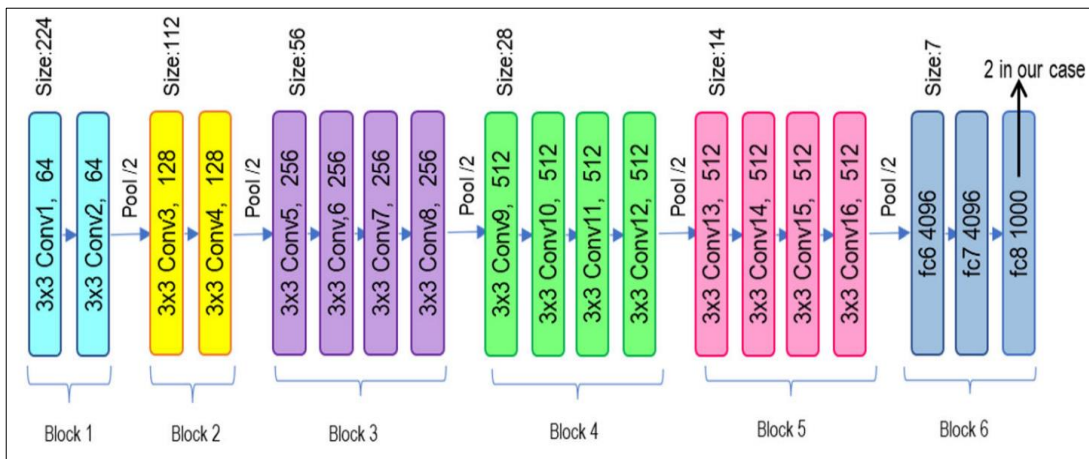 Size:224
3x3 Conv1, 64
3x3 Conv2, 64
Block 1
Pool /2
Size:112
3x3 Conv3, 128
3x3 Conv4, 128
Block 2
Pool /2
Size:56
3x3 Conv5, 256
3x3 Conv,6 256
3x3 Conv7, 256
3x3 Conv8, 256
Block 3
Pool /2
Size:28
3x3 Conv9, 512
3x3 Conv10, 512
3x3 Conv11, 512
3x3 Conv12, 512
Block 4
Pool /2
Size:14
3x3 Conv13, 512
3x3 Conv14, 512
3x3 Conv15, 512
3x3 Conv16, 512
Block 5
Pool /2
Size:7
2 in our case
fc6 4096
fc7 4096
fc8 1000
Block 6